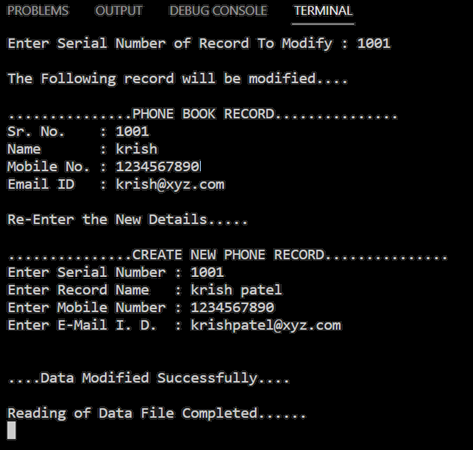 PROBLEMS OUTPUT DEBUG CONSOLE TERMINAL
Enter Serial Number of Record To Modify : 1001
The Following record will be modified....
...............PHONE BOOK RECORD...............
Sr. No.    : 1001
Name       : krish
Mobile No. : 1234567890
Email ID   : krish@xyz.com
Re-Enter the New Details.....
...............CREATE NEW PHONE RECORD...............
Enter Serial Number : 1001
Enter Record Name   : krish patel
Enter Mobile Number : 1234567890
Enter E-Mail I. D.  : krishpatel@xyz.com
....Data Modified Successfully....
Reading of Data File Completed......